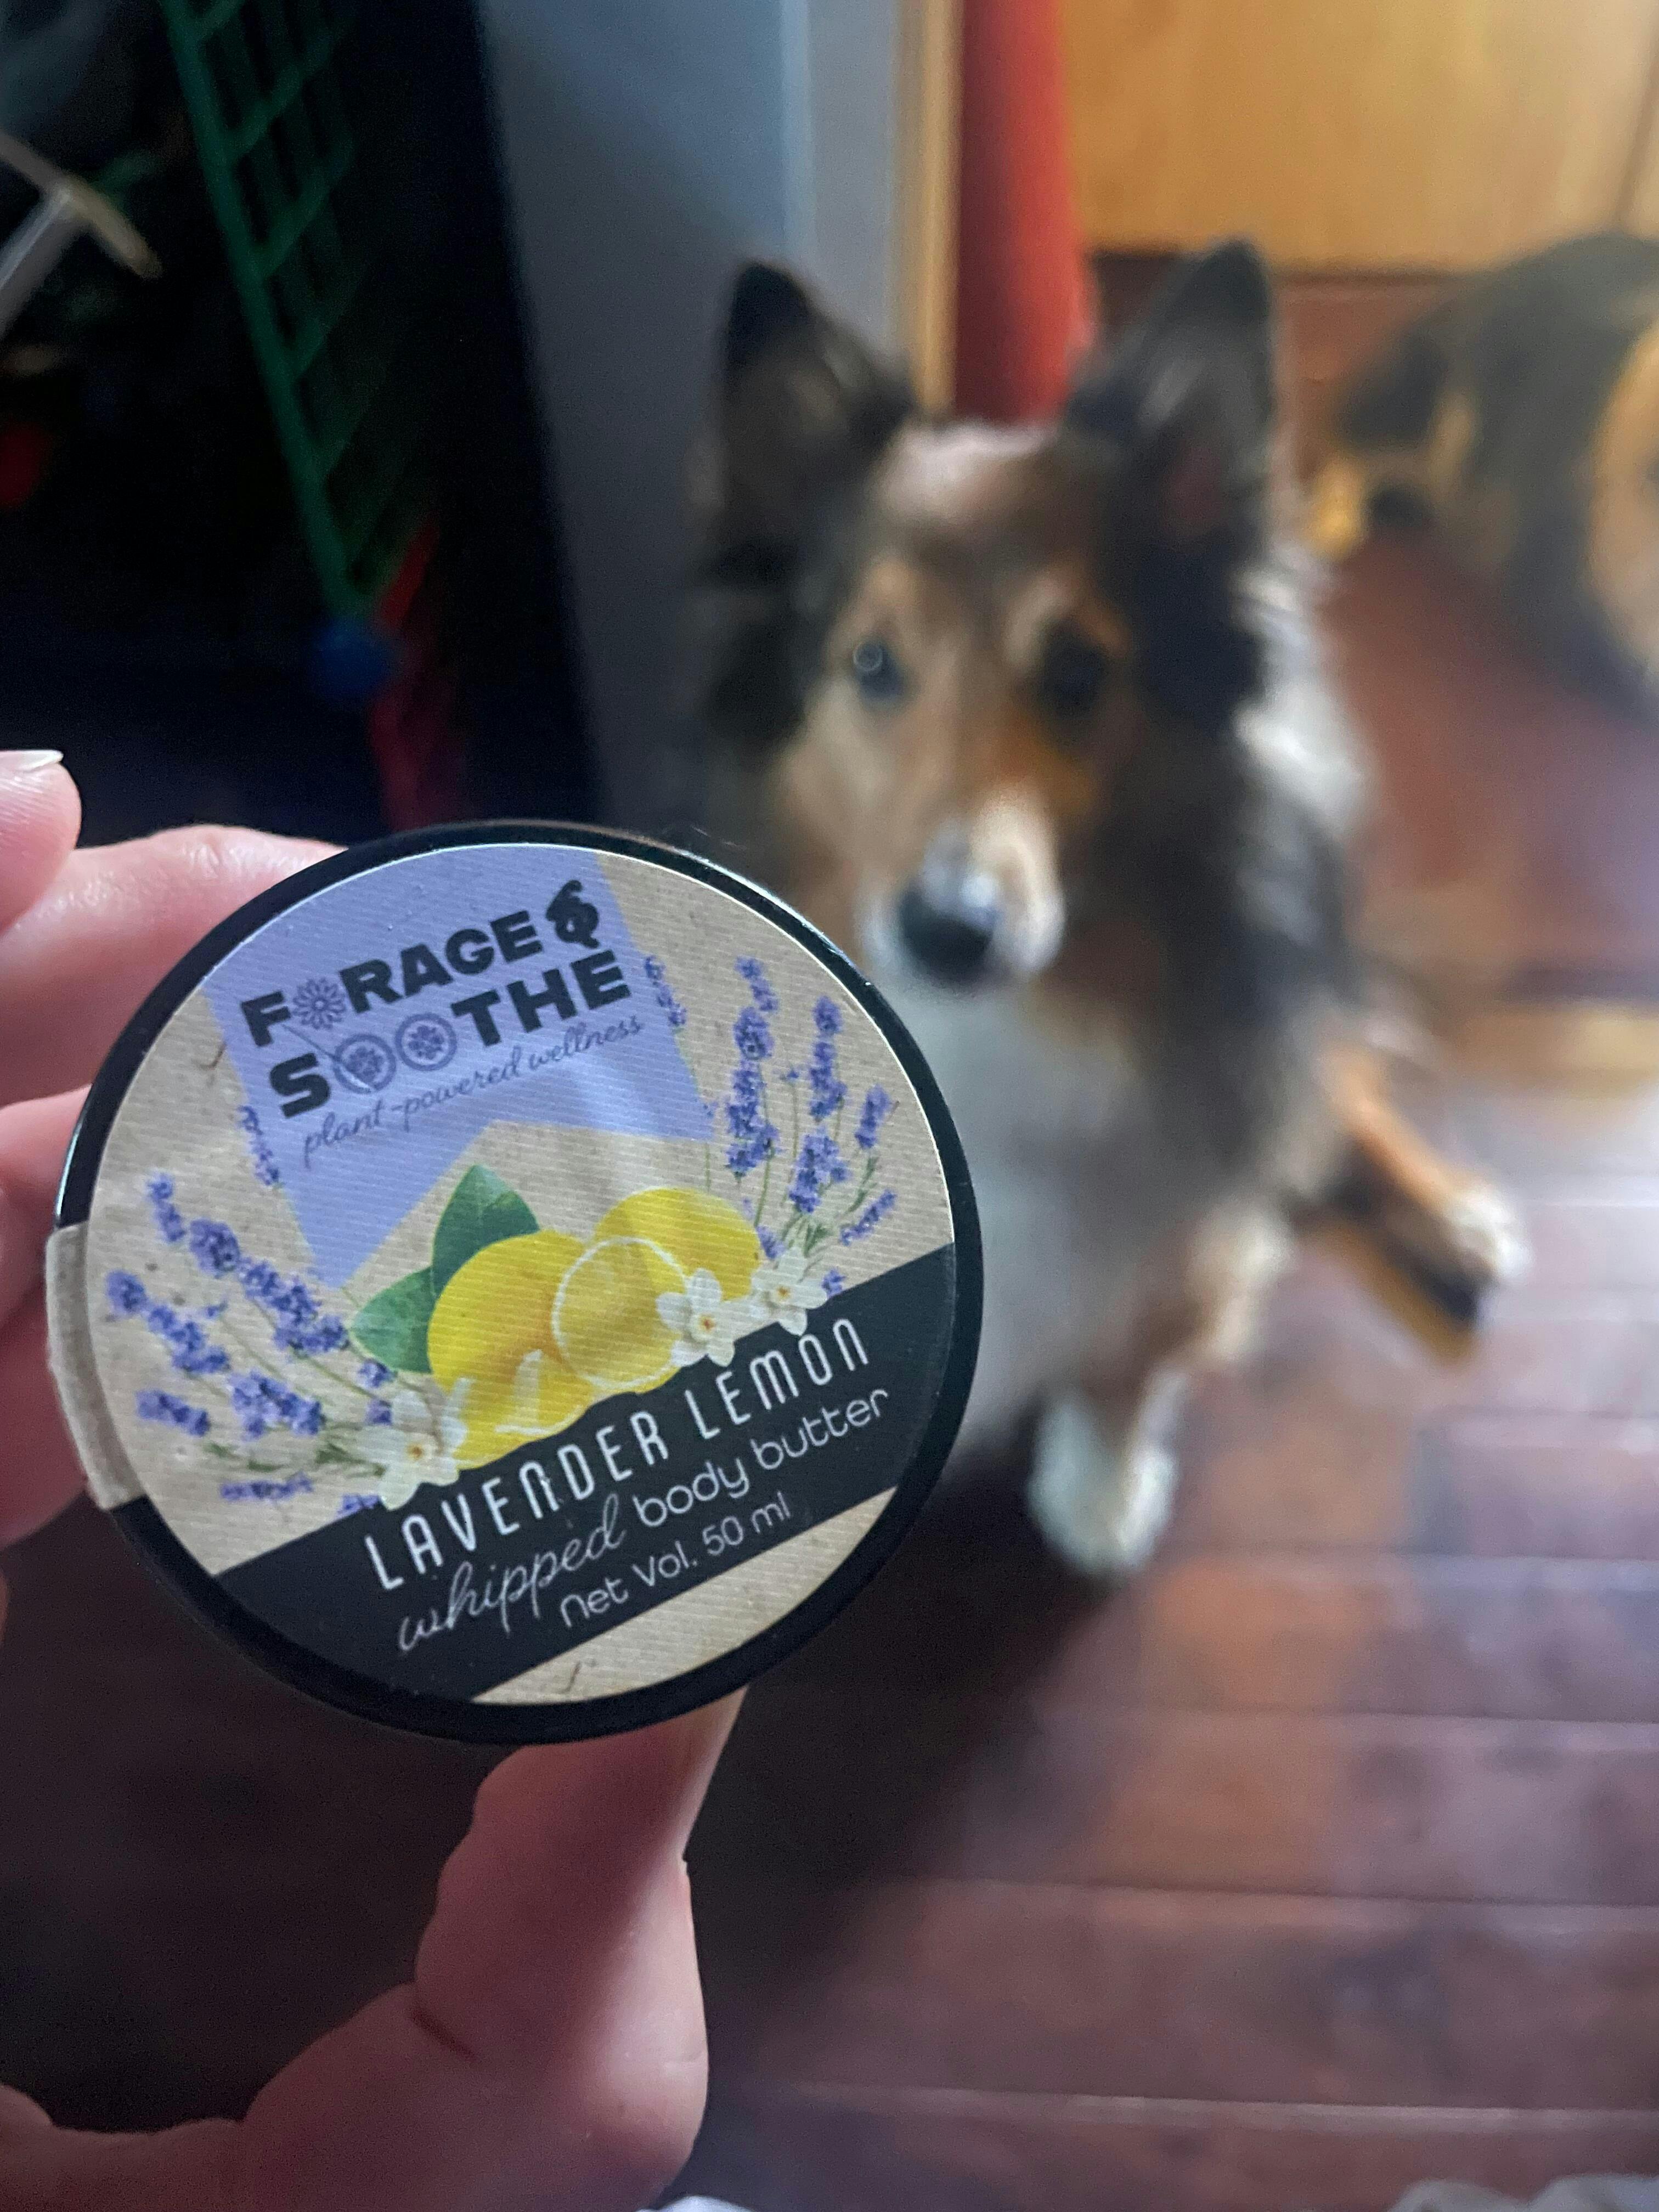 FORAGE &
SOOTHE
plant-powered wellness
LAVENDER LEMON
whipped body butter
Net Vol. 50 ml